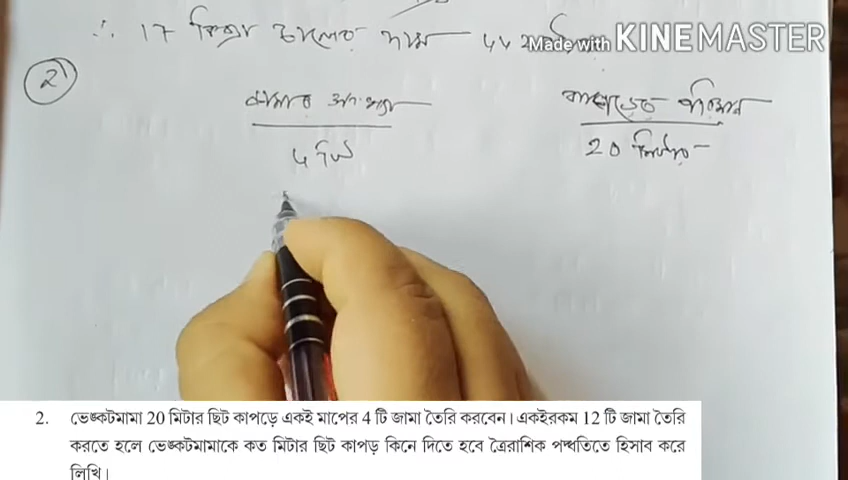 ∴ 17 কিগ্রা চালের দাম
Made with KINEMASTER
2
জামার সংখ্যা
কাপড়ের পরিমান
4 টি
20 মিটার
2. ভেঙ্কটমামা 20 মিটার ছিট কাপড়ে একই মাপের 4 টি জামা তৈরি করবেন। একইরকম 12 টি জামা তৈরি
করতে হলে ভেঙ্কটমামাকে কত মিটার ছিট কাপড় কিনে দিতে হবে ত্রৈরাশিক পদ্ধতিতে হিসাব করে
লিখি।